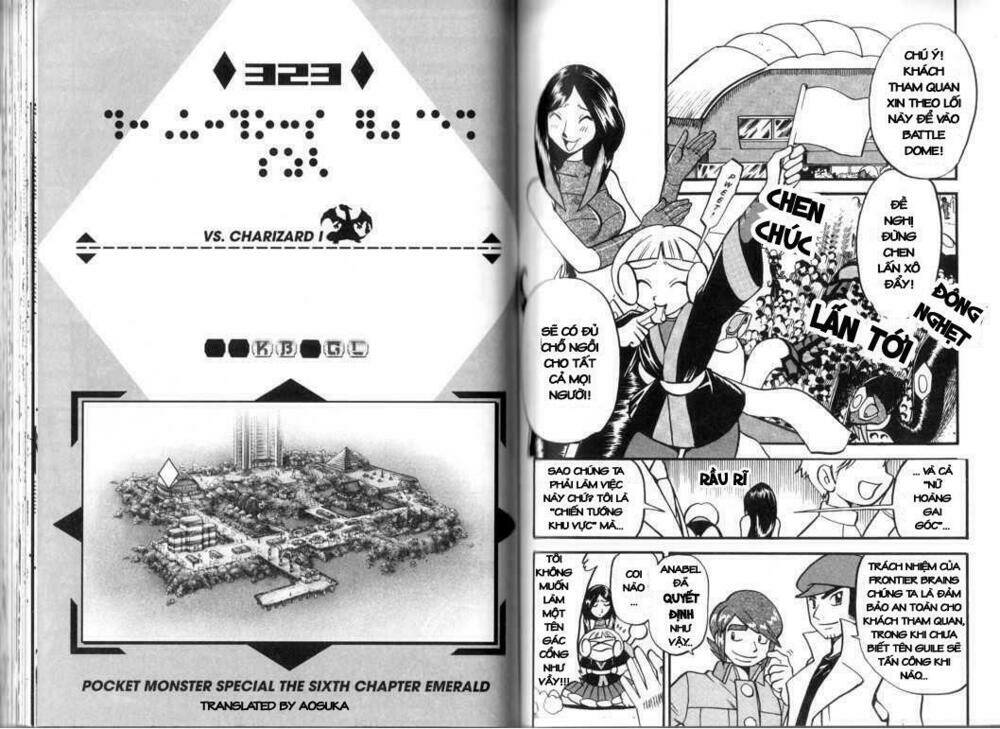 323
VS. CHARIZARD I
K B G L
POCKET MONSTER SPECIAL THE SIXTH CHAPTER EMERALD
TRANSLATED BY AOSUKA
CHÚ Ý!
KHÁCH
THAM QUAN
XIN THEO LỐI
NÀY ĐỂ VÀO
BATTLE
DOME!
PWEET!
CHEN
CHÚC
ĐỀ
NGHỊ
ĐỪNG
CHEN
LẤN XÔ
ĐẨY!
ĐÔNG
NGHẸT
LẤN TỚI
SẼ CÓ ĐỦ
CHỔ NGỒI
CHO TẤT
CẢ MỌI
NGƯỜI!
... VÀ CẢ
"NỮ
HOÀNG
GAI
GÓC"...
RẦU RĨ
SAO CHÚNG TA
PHẢI LÀM VIỆC
NÀY CHỨ? TÔI LÀ
"CHIẾN TƯỚNG
KHU VỰC" MÀ...
TRÁCH NHIỆM CỦA
FRONTIER BRAINS
CHÚNG TA LÀ ĐẢM
BẢO AN TOÀN CHO
KHÁCH THAM QUAN,
TRONG KHI CHƯA
BIẾT TÊN GUILE SẼ
TẤN CÔNG KHI
NÀO...
ANABEL
ĐÃ
QUYẾT
ĐỊNH
NHƯ
VẬY..
COI
NÀO
...
TÔI
KHÔNG
MUỐN
LÀM
MỘT
TÊN
GÁC
CỔNG
NHƯ
VẦY!!!